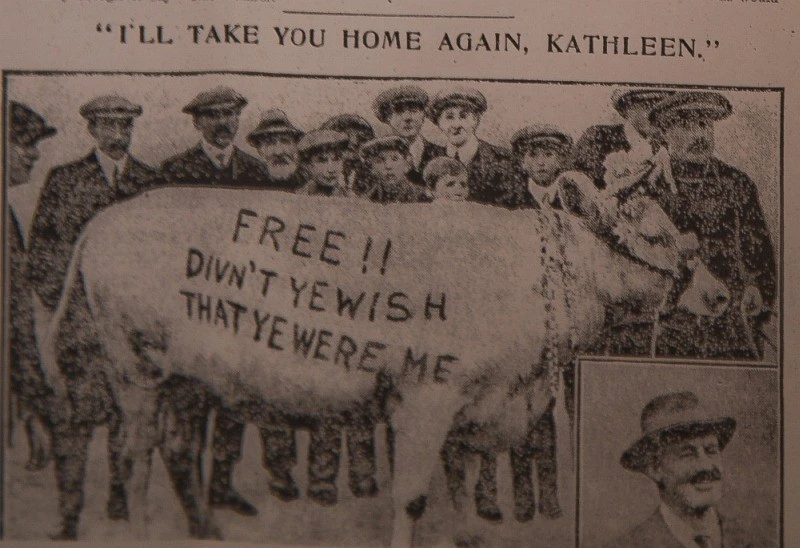 "I'LL TAKE YOU HOME AGAIN, KATHLEEN."
FREE!!
DIVN'T YE WISH
THAT YE WERE ME